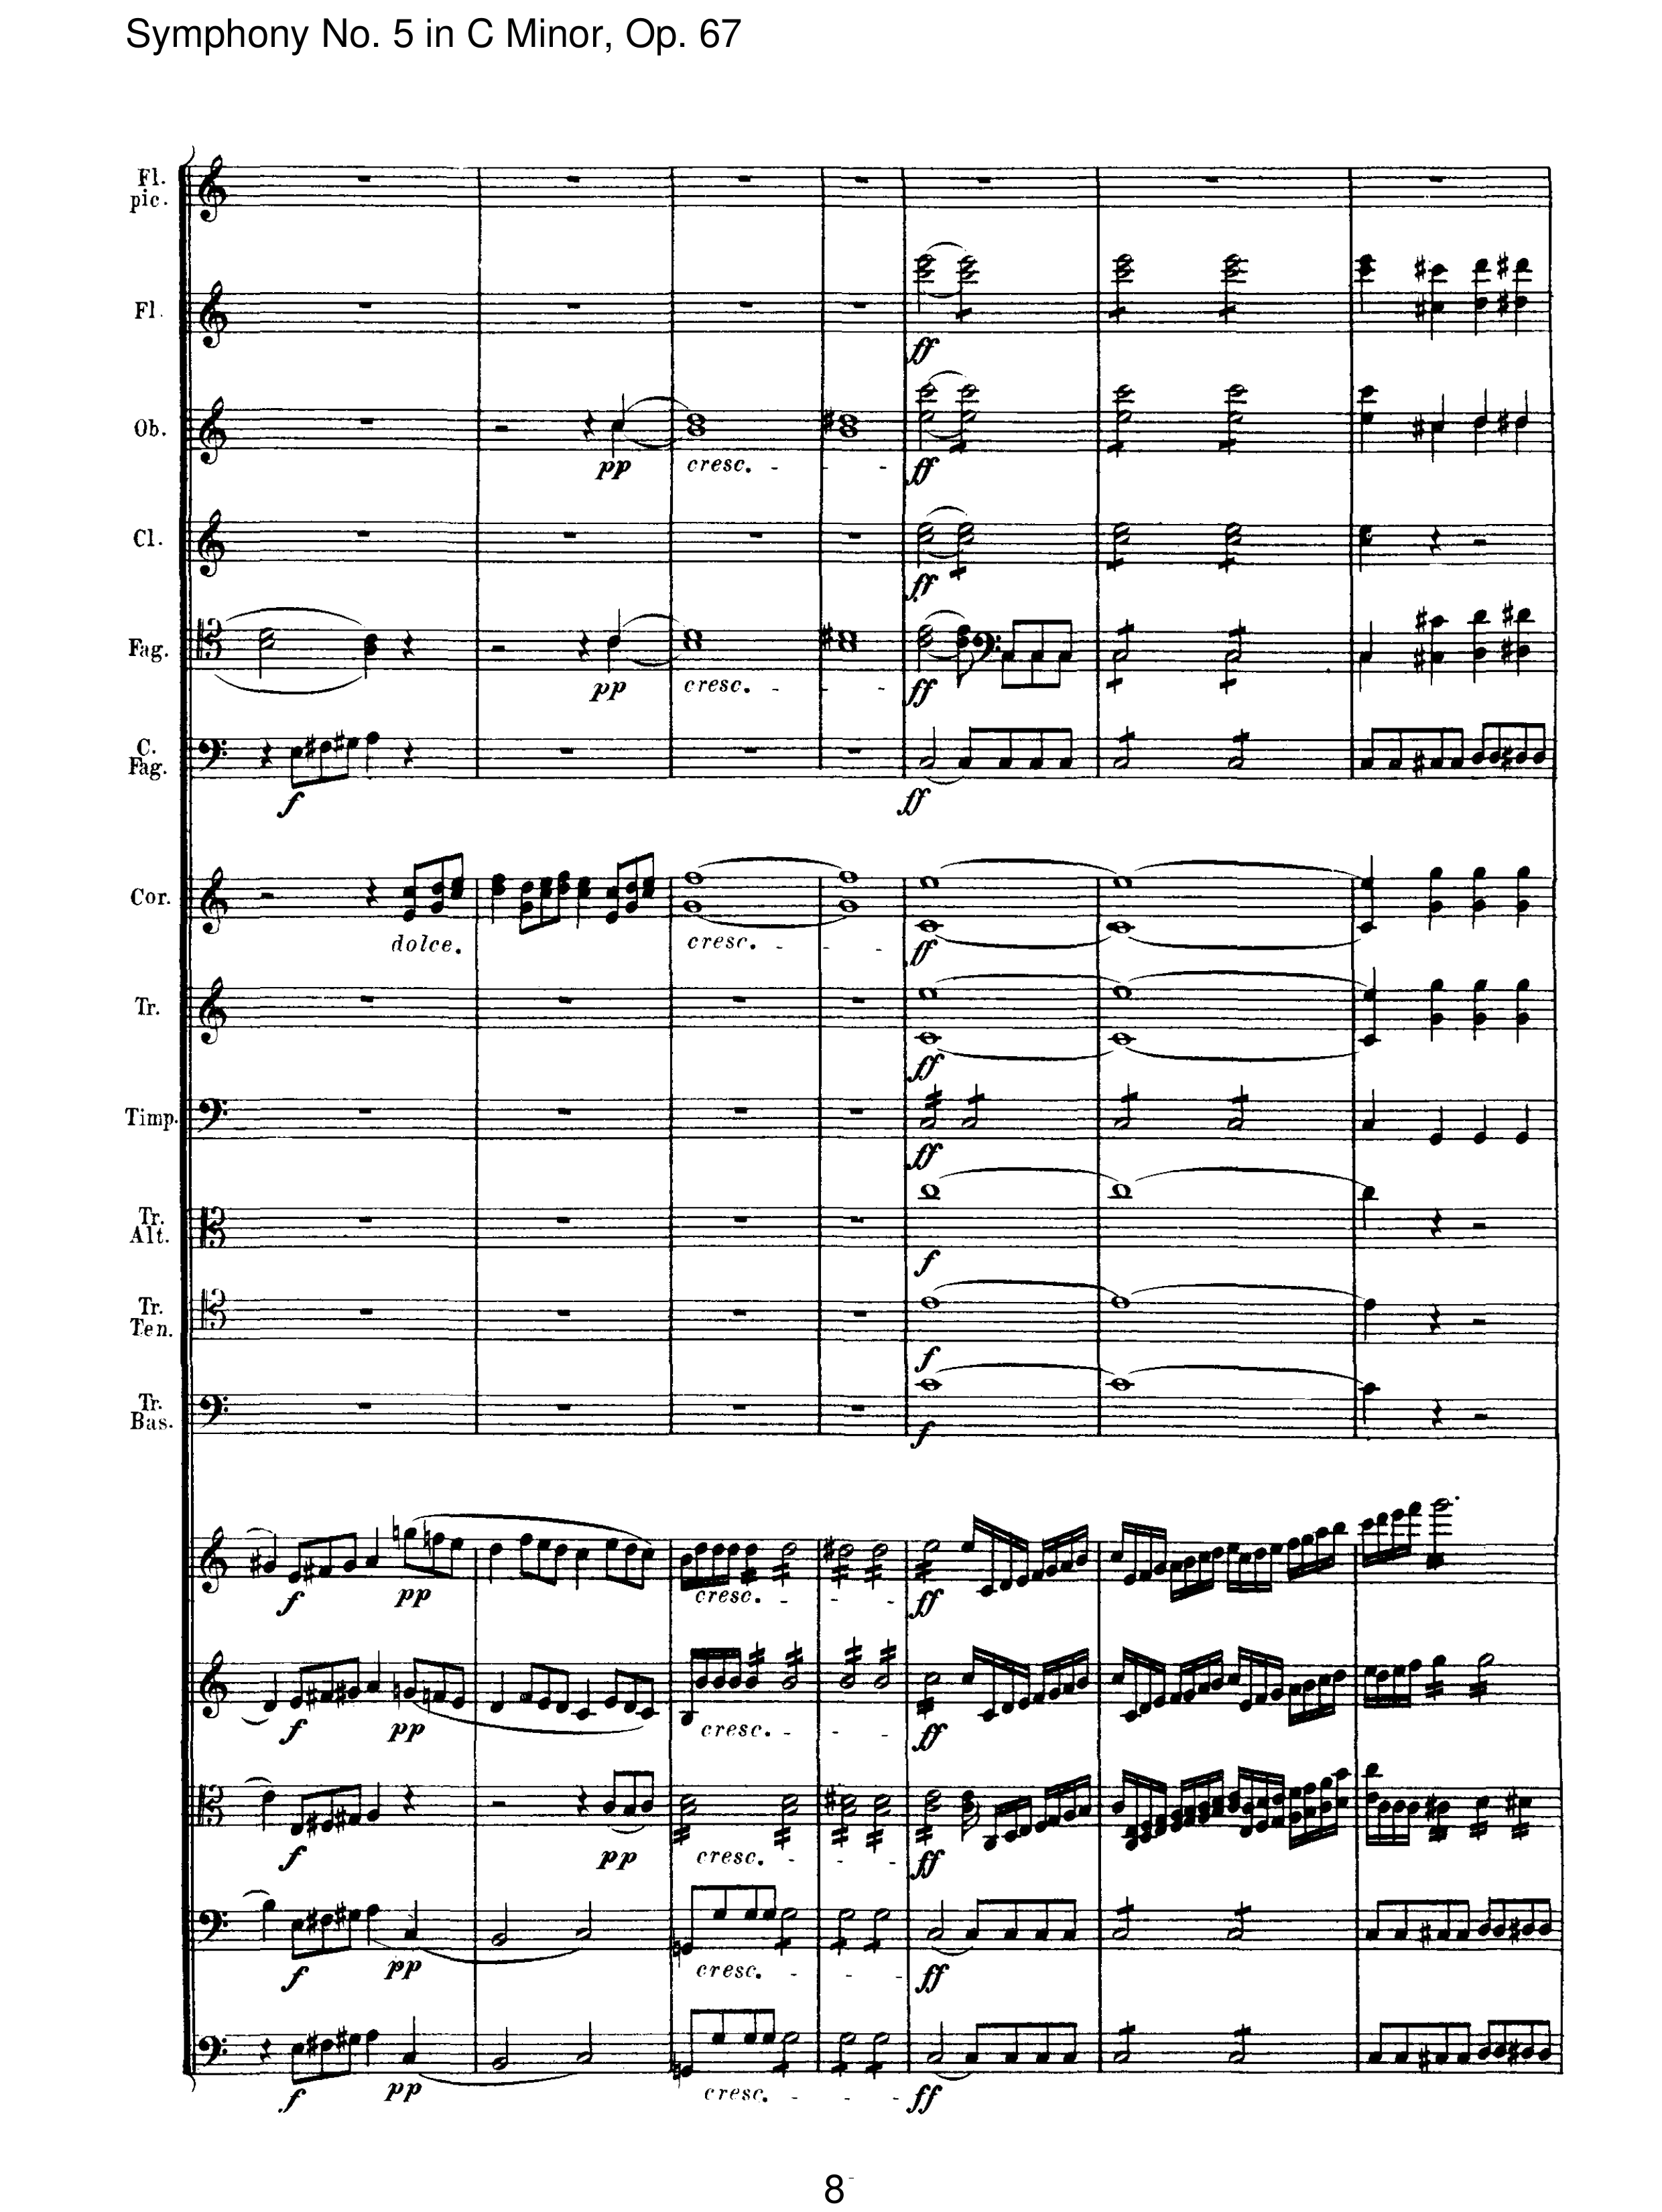 Symphony No. 5 in C Minor, Op. 67
Fl.
pic.
Fl.
ff
Ob.
pp
cresc. - - -
ff
Cl.
ff
Fag.
pp
cresc. - - -
ff
C.
Fag.
f
ff
Cor.
dolce.
cresc. - - -
ff
Tr.
ff
Timp.
ff
Tr.
Alt.
f
Tr.
Ten.
f
Tr.
Bas.
f
f
pp
cresc. - - -
ff
f
pp
cresc. - - -
ff
f
pp
cresc. - - -
ff
f
pp
cresc. - - -
ff
f
pp
cresc. - - -
ff
8